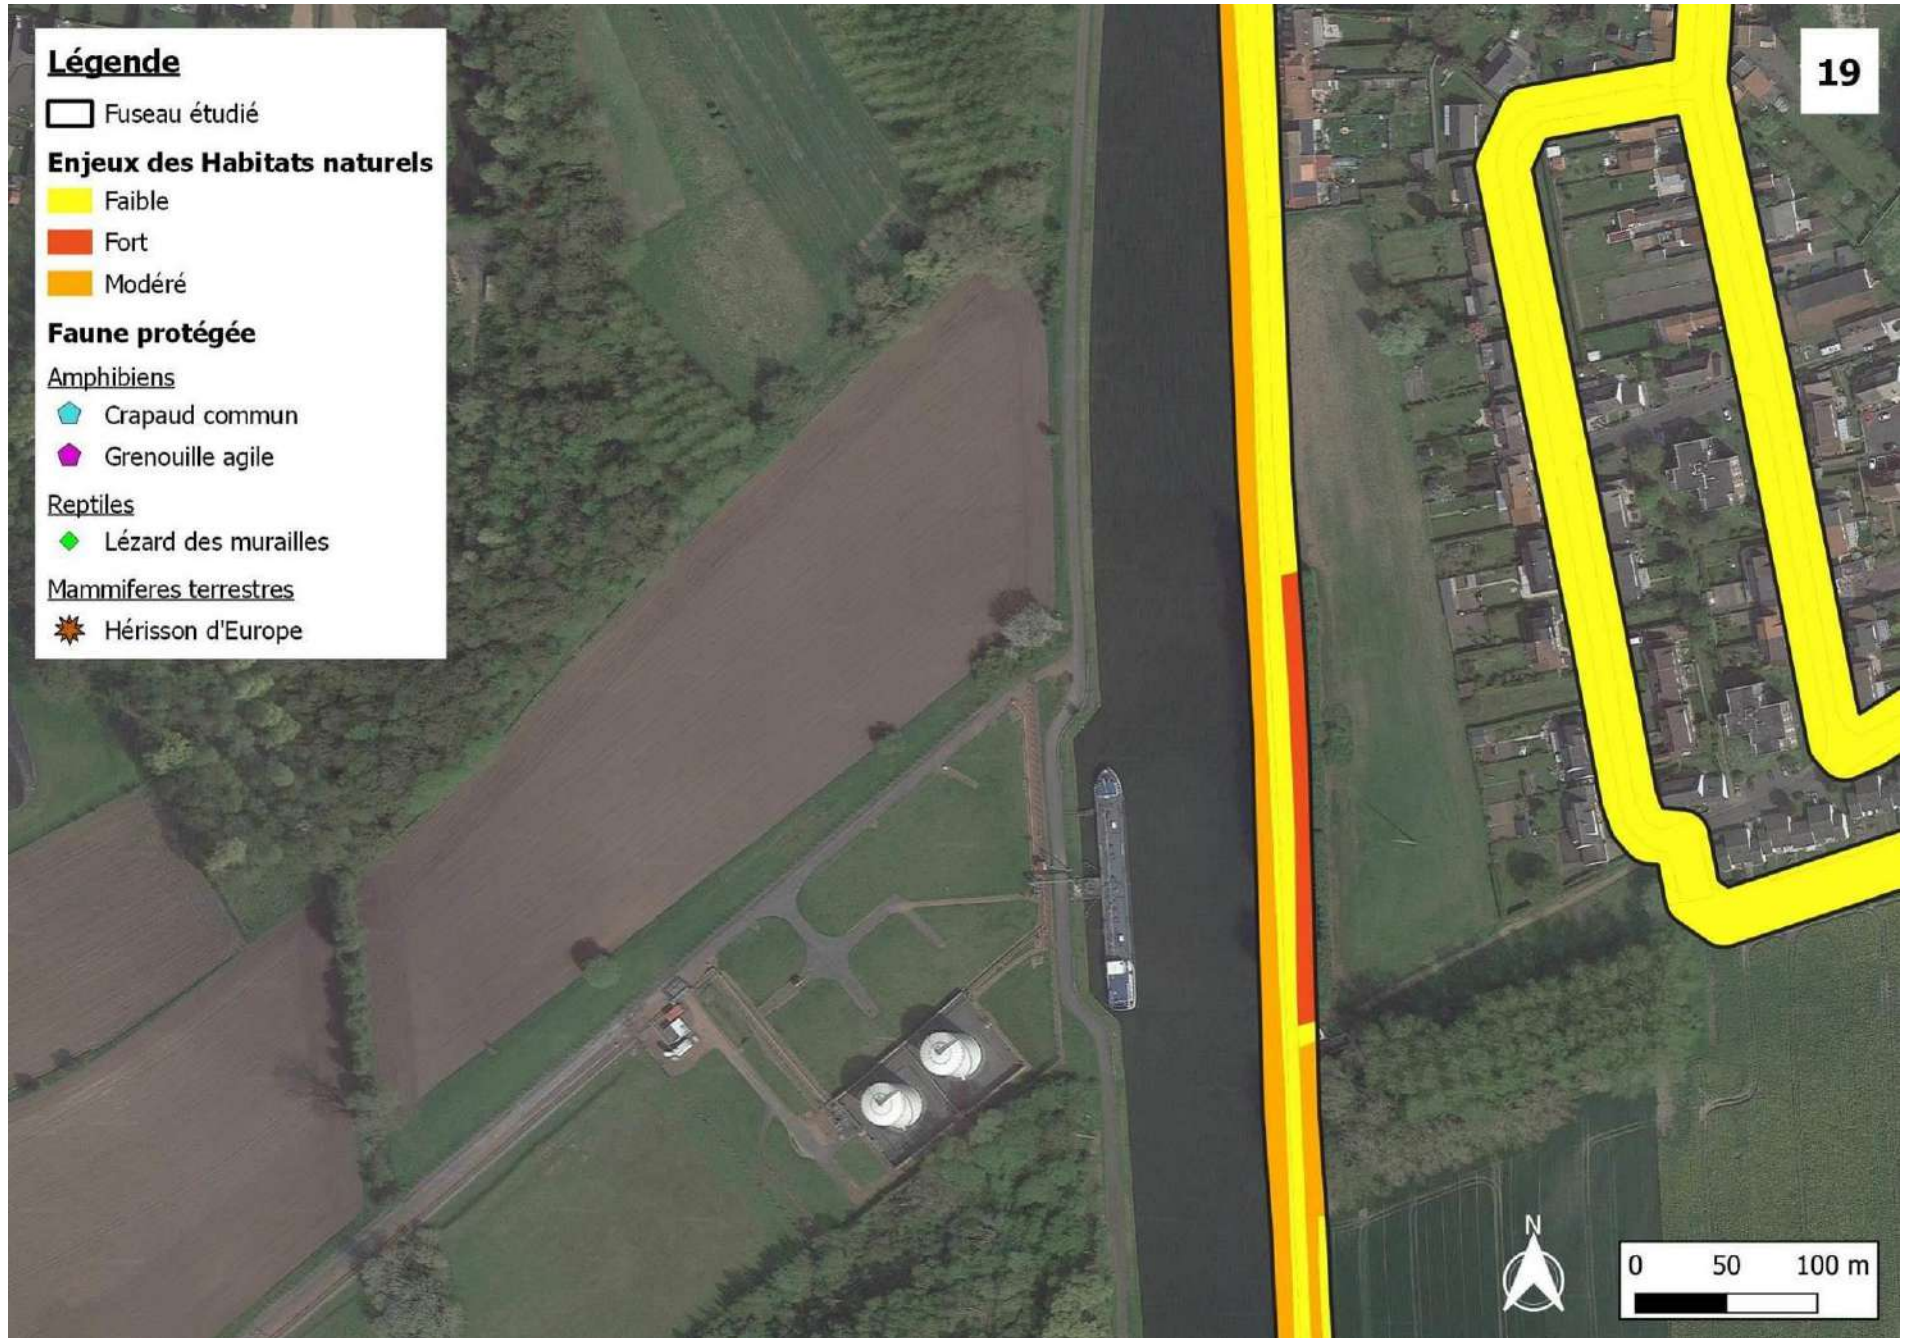 Légende
Fuseau étudié
Enjeux des Habitats naturels
Faible
Fort
Modéré
Faune protégée
Amphibiens
Crapaud commun
Grenouille agile
Reptiles
Lézard des murailles
Mammiferes terrestres
Hérisson d'Europe
19
N
0 50 100 m